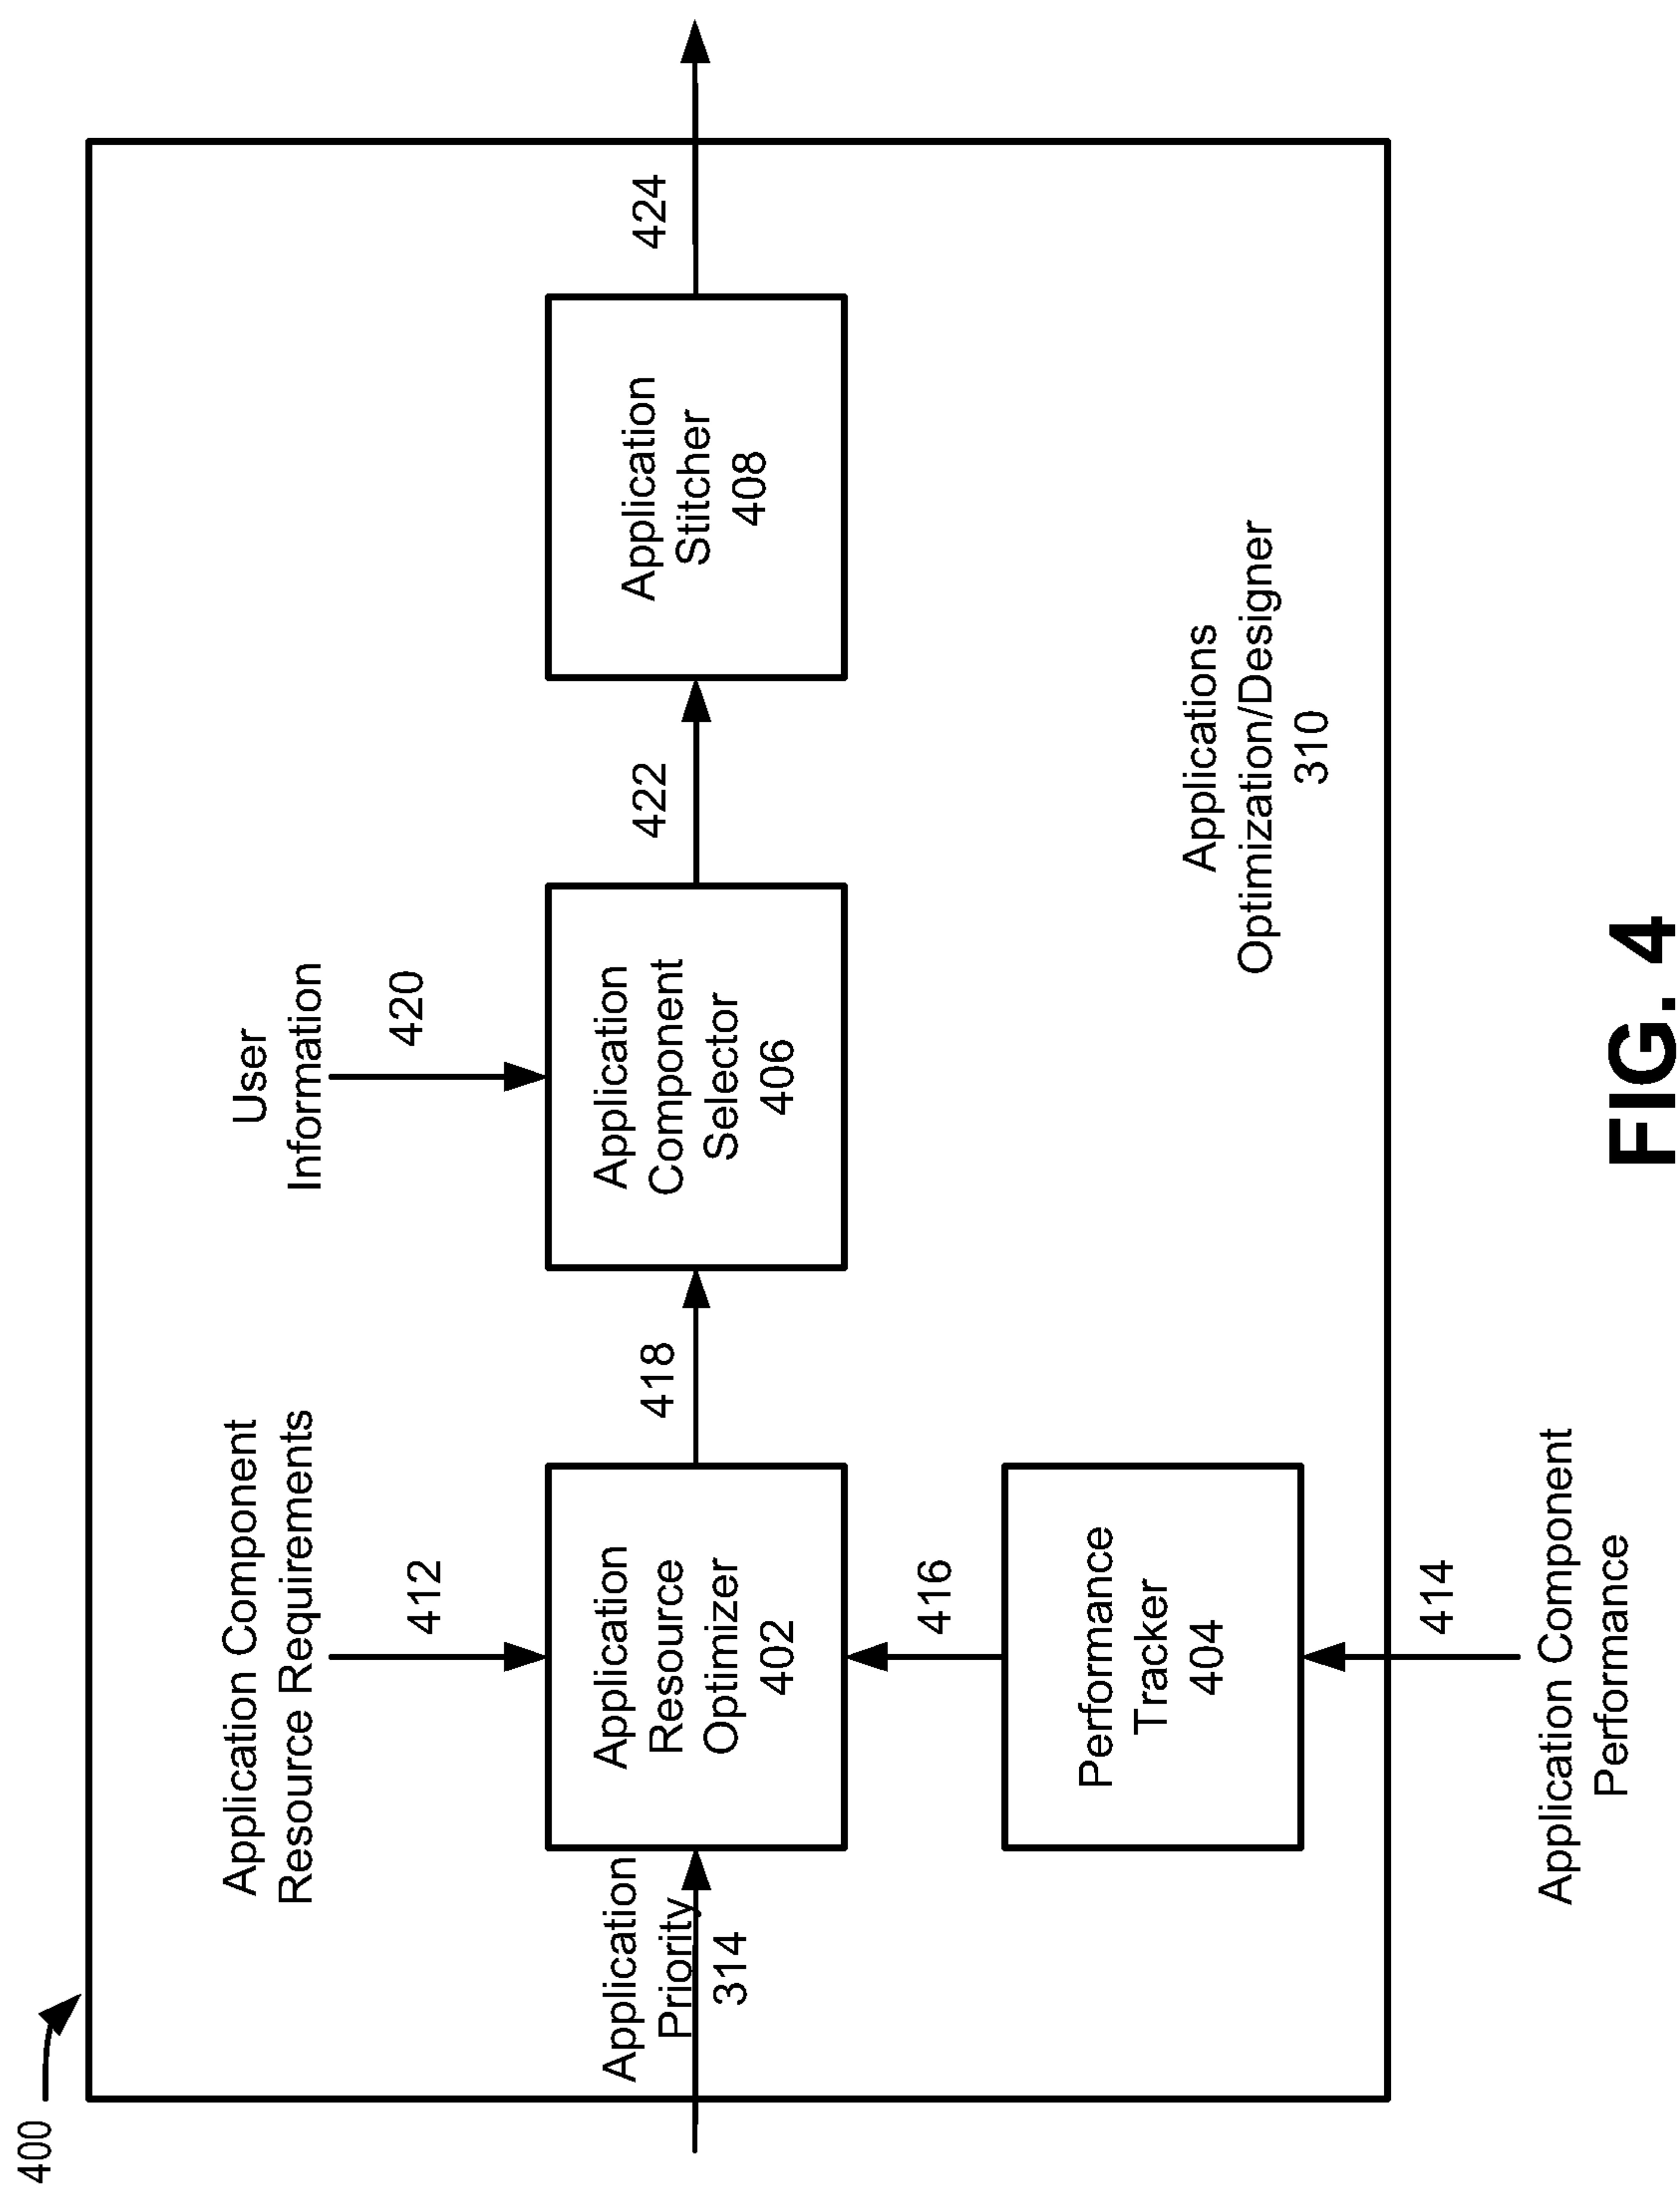 400
Application Component
Resource Requirements
412
User
Information
420
Application
Priority
314
Application
Resource
Optimizer
402
418
Application
Component
Selector
406
422
Application
Stitcher
408
424
416
Performance
Tracker
404
Applications
Optimization/Designer
310
414
Application Component
Performance
FIG. 4